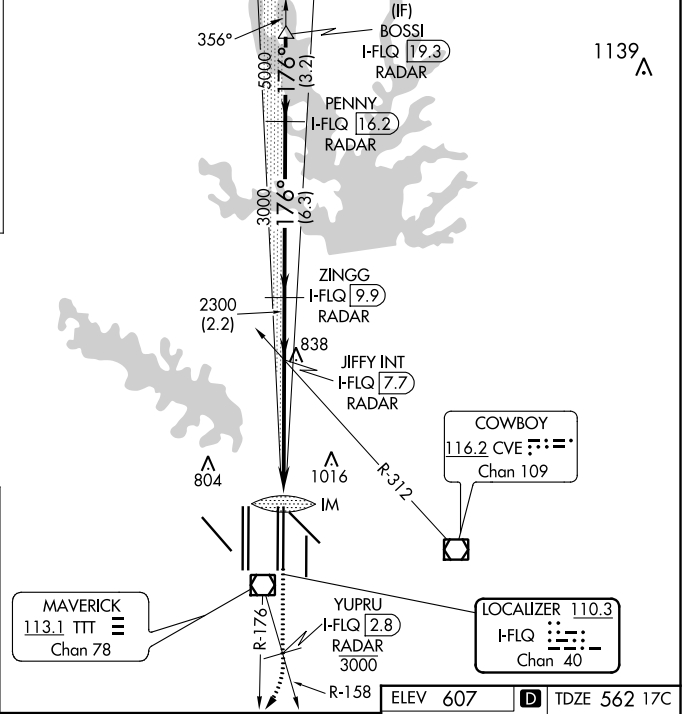 (IF)
BOSSI
I-FLQ 19.3
RADAR
356°
1139
5000
176°
(3.2)
PENNY
I-FLQ 16.2
RADAR
3000
176°
(6.3)
ZINGG
I-FLQ 9.9
RADAR
2300
(2.2)
838
JIFFY INT
I-FLQ 7.7
RADAR
COWBOY
116.2 CVE
Chan 109
R-312
804
1016
IM
MAVERICK
113.1 TTT
Chan 78
R-176
YUPRU
I-FLQ 2.8
RADAR
3000
R-158
LOCALIZER 110.3
I-FLQ
Chan 40
ELEV 607 D TDZE 562 17C